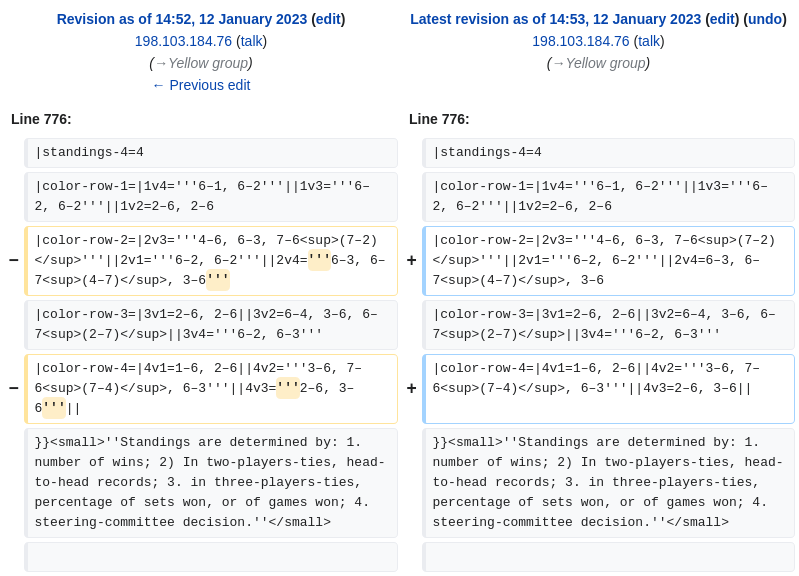 Revision as of 14:52, 12 January 2023 (edit)
198.103.184.76 (talk)
(→Yellow group)
← Previous edit
Latest revision as of 14:53, 12 January 2023 (edit) (undo)
198.103.184.76 (talk)
(→Yellow group)
Line 776:
Line 776:
|standings-4=4
|standings-4=4
|color-row-1=|1v4='''6–1, 6–2'''||1v3='''6–
2, 6–2'''||1v2=2–6, 2–6
|color-row-1=|1v4='''6–1, 6–2'''||1v3='''6–
2, 6–2'''||1v2=2–6, 2–6
−
|color-row-2=|2v3='''4–6, 6–3, 7–6<sup>(7–2)
</sup>'''||2v1='''6–2, 6–2'''||2v4='''6–3, 6–
7<sup>(4–7)</sup>, 3–6'''
+
|color-row-2=|2v3='''4–6, 6–3, 7–6<sup>(7–2)
</sup>'''||2v1='''6–2, 6–2'''||2v4=6–3, 6–
7<sup>(4–7)</sup>, 3–6
|color-row-3=|3v1=2–6, 2–6||3v2=6–4, 3–6, 6–
7<sup>(2–7)</sup>||3v4='''6–2, 6–3'''
|color-row-3=|3v1=2–6, 2–6||3v2=6–4, 3–6, 6–
7<sup>(2–7)</sup>||3v4='''6–2, 6–3'''
−
|color-row-4=|4v1=1–6, 2–6||4v2='''3–6, 7–
6<sup>(7–4)</sup>, 6–3'''||4v3='''2–6, 3–
6'''||
+
|color-row-4=|4v1=1–6, 2–6||4v2='''3–6, 7–
6<sup>(7–4)</sup>, 6–3'''||4v3=2–6, 3–6||
}}<small>''Standings are determined by: 1.
number of wins; 2) In two-players-ties, head-
to-head records; 3. in three-players-ties,
percentage of sets won, or of games won; 4.
steering-committee decision.''</small>
}}<small>''Standings are determined by: 1.
number of wins; 2) In two-players-ties, head-
to-head records; 3. in three-players-ties,
percentage of sets won, or of games won; 4.
steering-committee decision.''</small>